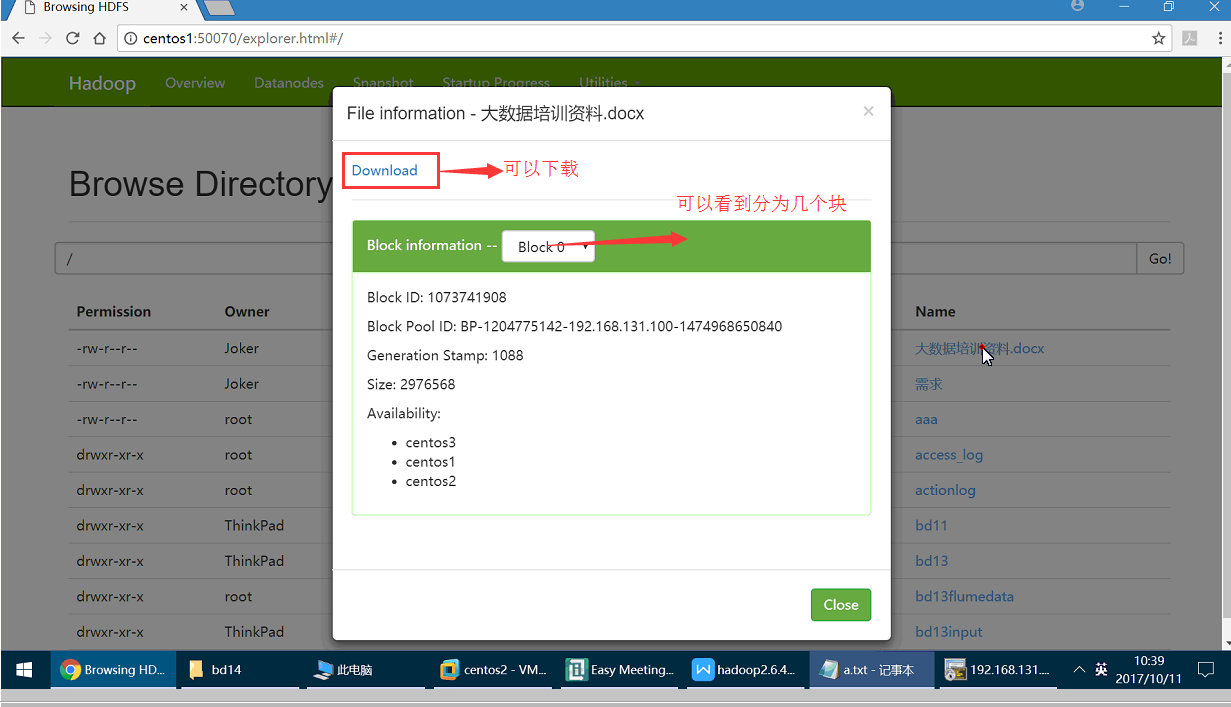 Browsing HDFS
centos1:50070/explorer.html#/
Hadoop Overview Datanodes Snapshot Startup Progress Utilities
File information - 大数据培训资料.docx
Download
可以下载
Browse Directory
可以看到分为几个块
Block information -- Block 0
/ Go!
Block ID: 1073741908
Block Pool ID: BP-1204775142-192.168.131.100-1474968650840
Generation Stamp: 1088
Size: 2976568
Availability:
centos3
centos1
centos2
Close
Permission Owner Name
-rw-r--r-- Joker 大数据培训资料.docx
-rw-r--r-- Joker 需求
-rw-r--r-- root aaa
drwxr-xr-x root access_log
drwxr-xr-x root actionlog
drwxr-xr-x ThinkPad bd11
drwxr-xr-x ThinkPad bd13
drwxr-xr-x root bd13flumedata
drwxr-xr-x ThinkPad bd13input
Browsing HD... bd14 此电脑 centos2 - VM... Easy Meeting... hadoop2.6.4... a.txt - 记事本 192.168.131.... 英 10:39
2017/10/11